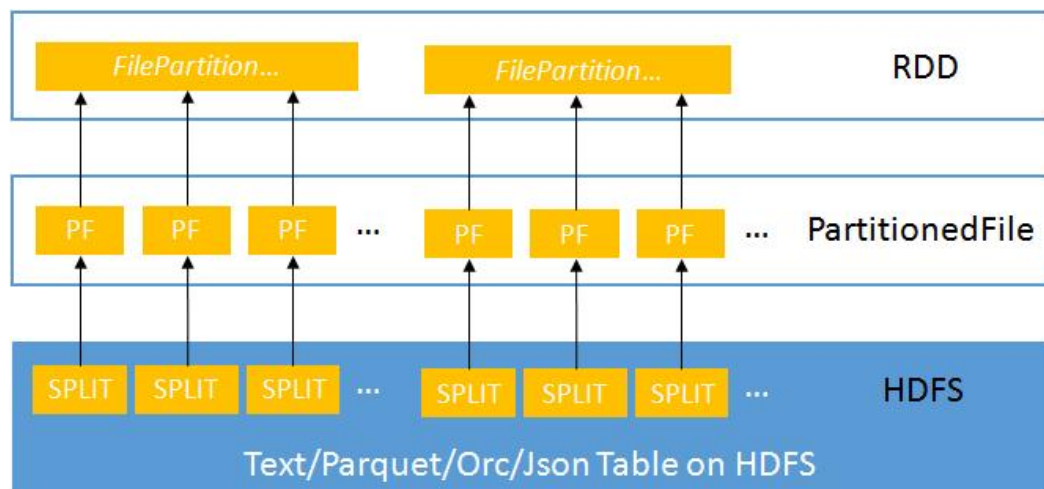 FilePartition... FilePartition... RDD
PF PF PF ... PF PF PF ... PartitionedFile
SPLIT SPLIT SPLIT ... SPLIT SPLIT SPLIT ... HDFS
Text/Parquet/Orc/Json Table on HDFS